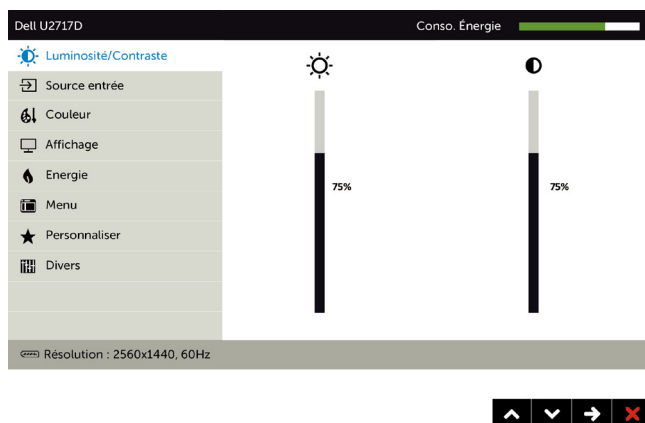 Dell U2717D
Conso. Énergie
Luminosité/Contraste
Source entrée
Couleur
Affichage
Energie
Menu
Personnaliser
Divers
75%
75%
Résolution : 2560x1440, 60Hz